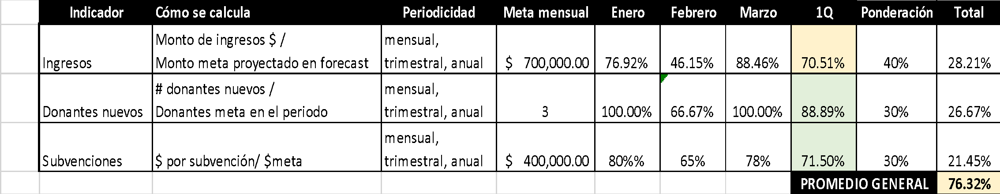 Indicador Cómo se calcula Periodicidad Meta mensual Enero Febrero Marzo 1Q Ponderación Total
Monto de ingresos $ / mensual,
Ingresos Monto meta proyectado en forecast trimestral, anual $ 700,000.00 76.92% 46.15% 88.46% 70.51% 40% 28.21%
# donantes nuevos / mensual,
Donantes nuevos Donantes meta en el periodo trimestral, anual 3 100.00% 66.67% 100.00% 88.89% 30% 26.67%
mensual,
Subvenciones $ por subvención/ $meta trimestral, anual $ 400,000.00 80%% 65% 78% 71.50% 30% 21.45%
PROMEDIO GENERAL 76.32%